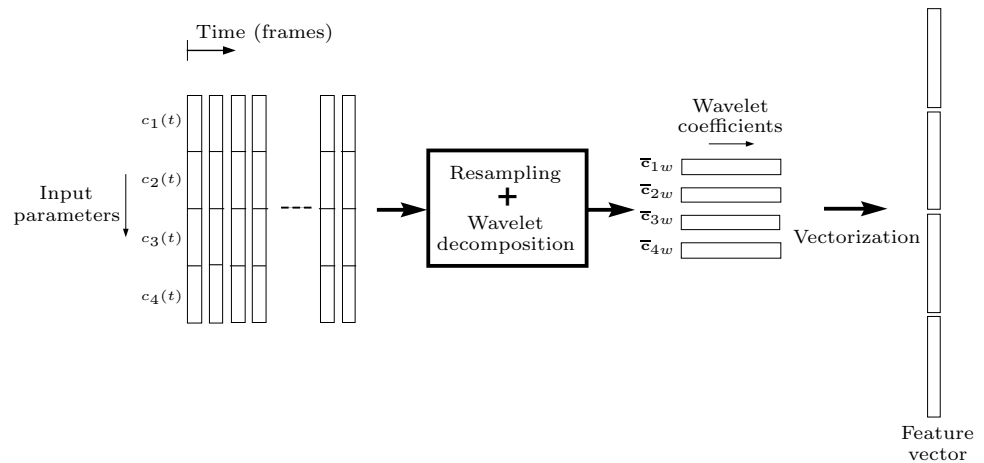 Time (frames)
c₁(t)
c₂(t)
c₃(t)
c₄(t)
Input
parameters
Resampling
+
Wavelet
decomposition
Wavelet
coefficients
c̄₁w
c̄₂w
c̄₃w
c̄₄w
Vectorization
Feature
vector